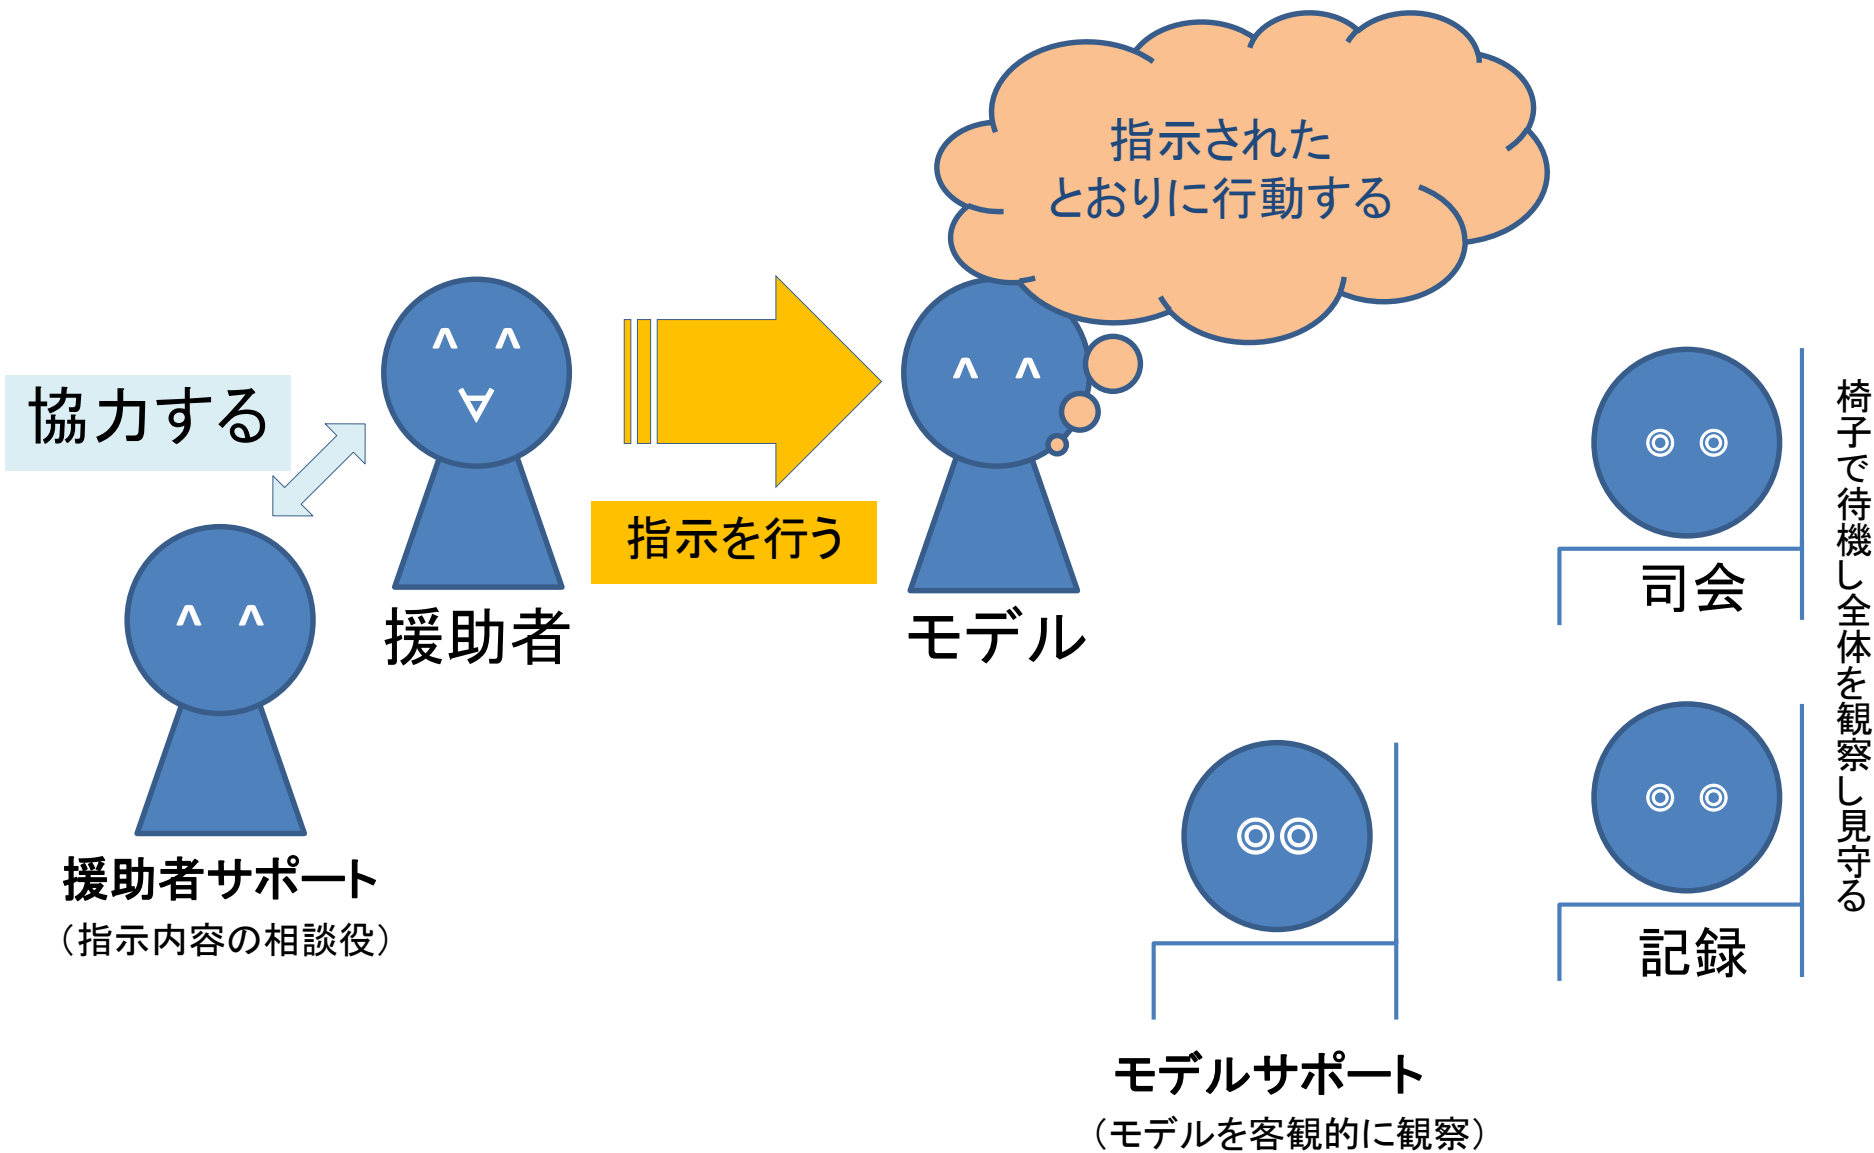 指示された
とおりに行動する
協力する
指示を行う
援助者
モデル
援助者サポート
（指示内容の相談役）
司会
記録
椅子で待機し全体を観察し見守る
モデルサポート
（モデルを客観的に観察）